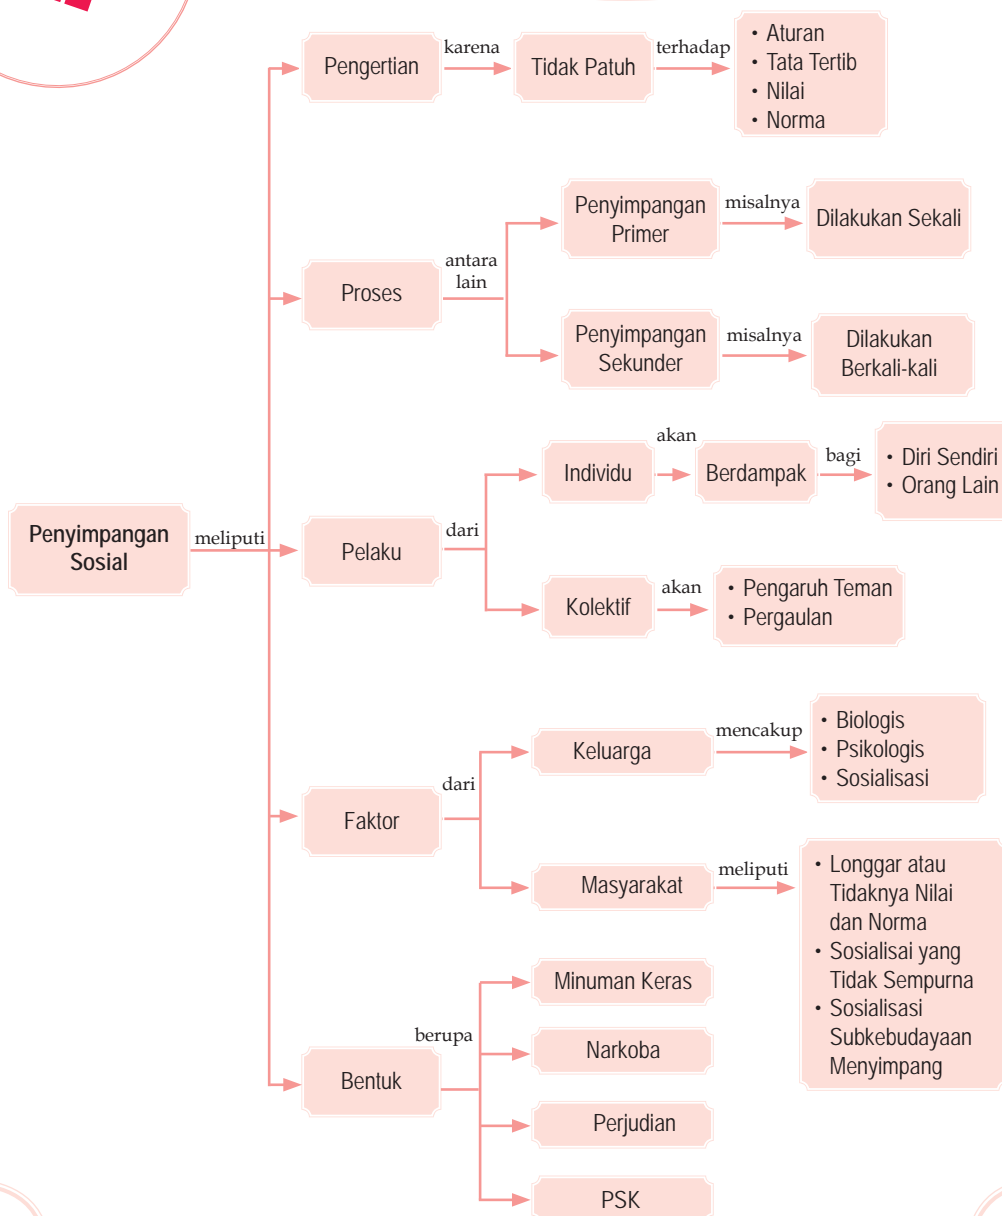 Penyimpangan
Sosial
meliputi
Pengertian
karena
Tidak Patuh
terhadap
• Aturan
• Tata Tertib
• Nilai
• Norma
Proses
antara
lain
Penyimpangan
Primer
misalnya
Dilakukan Sekali
Penyimpangan
Sekunder
misalnya
Dilakukan
Berkali-kali
Pelaku
dari
Individu
akan
Berdampak
bagi
• Diri Sendiri
• Orang Lain
Kolektif
akan
• Pengaruh Teman
• Pergaulan
Faktor
dari
Keluarga
mencakup
• Biologis
• Psikologis
• Sosialisasi
Masyarakat
meliputi
• Longgar atau
Tidaknya Nilai
dan Norma
• Sosialisai yang
Tidak Sempurna
• Sosialisasi
Subkebudayaan
Menyimpang
Bentuk
berupa
Minuman Keras
Narkoba
Perjudian
PSK